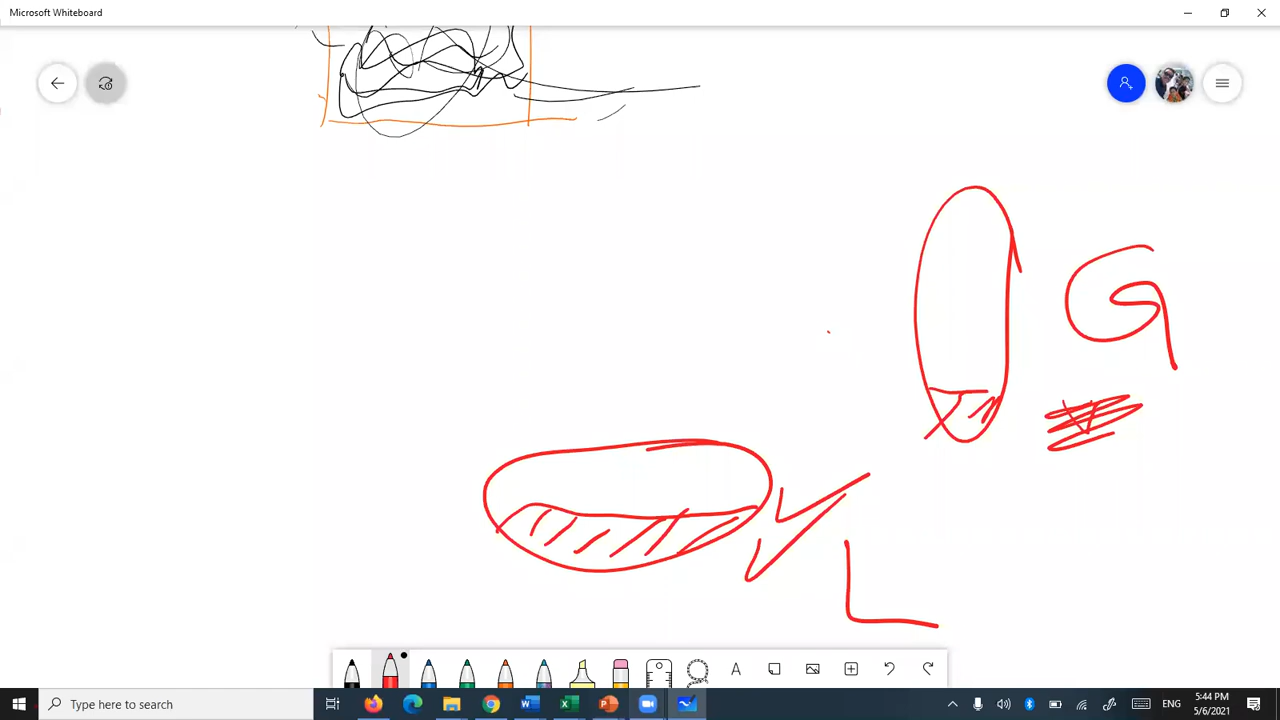 Microsoft Whiteboard
G
L
A
Type here to search
ENG
5:44 PM
5/6/2021